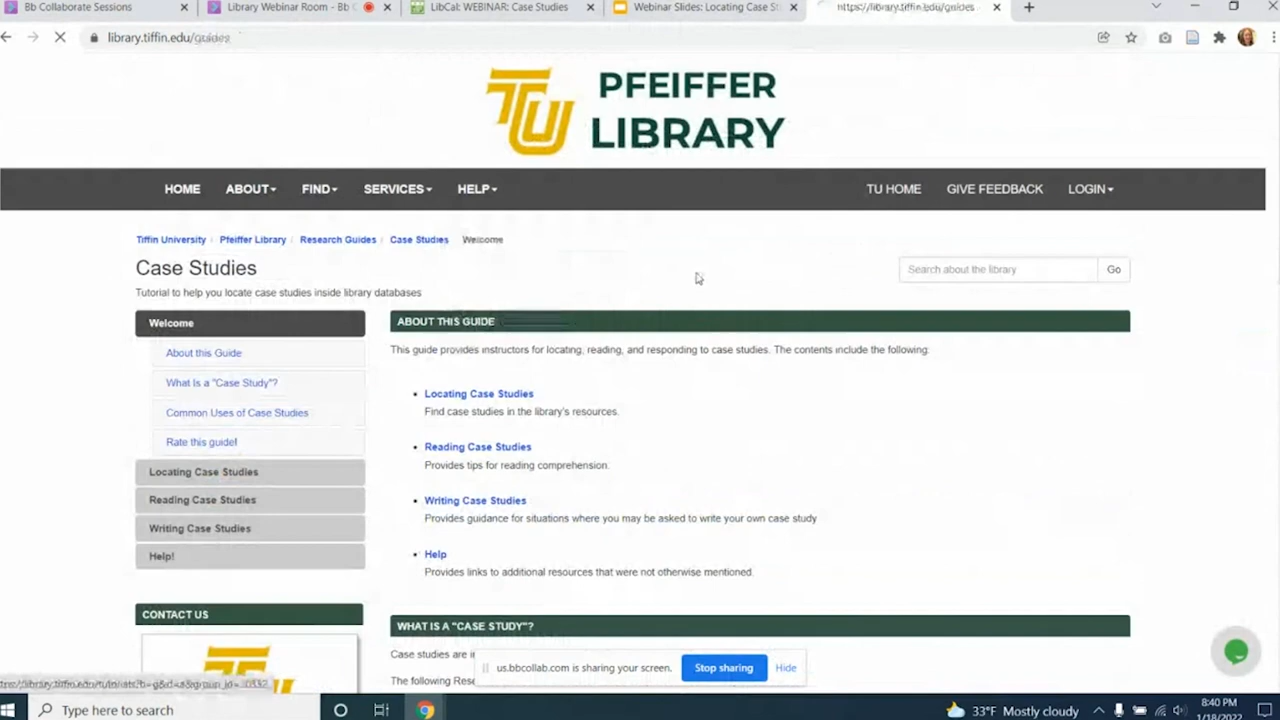 Bb Collaborate Sessions
Library Webinar Room - Bb C
LibCal: WEBINAR: Case Studies
Webinar Slides: Locating Case St
https://library.tiffin.edu/guides
library.tiffin.edu/guides
TU PFEIFFER
LIBRARY
HOME ABOUT FIND SERVICES HELP TU HOME GIVE FEEDBACK LOGIN
Tiffin University / Pfeiffer Library / Research Guides / Case Studies / Welcome
Case Studies
Search about the library Go
Tutorial to help you locate case studies inside library databases
Welcome
About this Guide
What Is a "Case Study"?
Common Uses of Case Studies
Rate this guide!
Locating Case Studies
Reading Case Studies
Writing Case Studies
Help!
CONTACT US
ABOUT THIS GUIDE
This guide provides instructors for locating, reading, and responding to case studies. The contents include the following:
Locating Case Studies
Find case studies in the library's resources.
Reading Case Studies
Provides tips for reading comprehension.
Writing Case Studies
Provides guidance for situations where you may be asked to write your own case study
Help
Provides links to additional resources that were not otherwise mentioned.
WHAT IS A "CASE STUDY"?
Case studies are
The following
us.bbcollab.com is sharing your screen. Stop sharing Hide
Type here to search
33°F Mostly cloudy
8:40 PM
1/18/2022